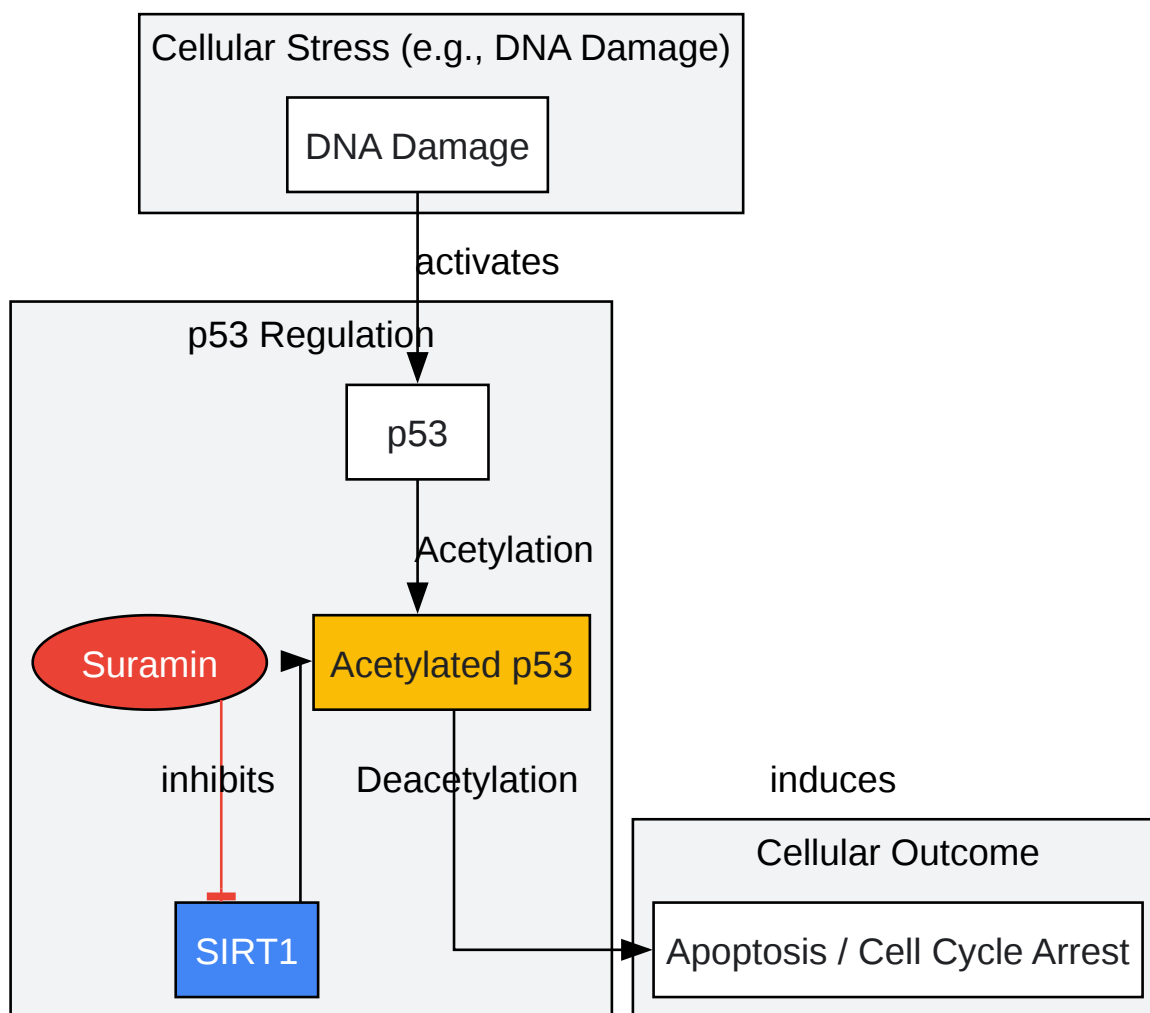 Cellular Stress (e.g., DNA Damage)
DNA Damage
activates
p53 Regulation
p53
Acetylation
Suramin
Acetylated p53
inhibits
Deacetylation
induces
Cellular Outcome
SIRT1
Apoptosis / Cell Cycle Arrest